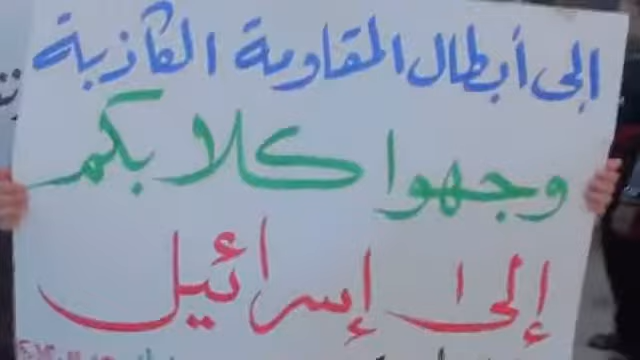 إلى أبطال المقاومة الكاذبة
وجهوا كلابكم
إلى إسرائيل